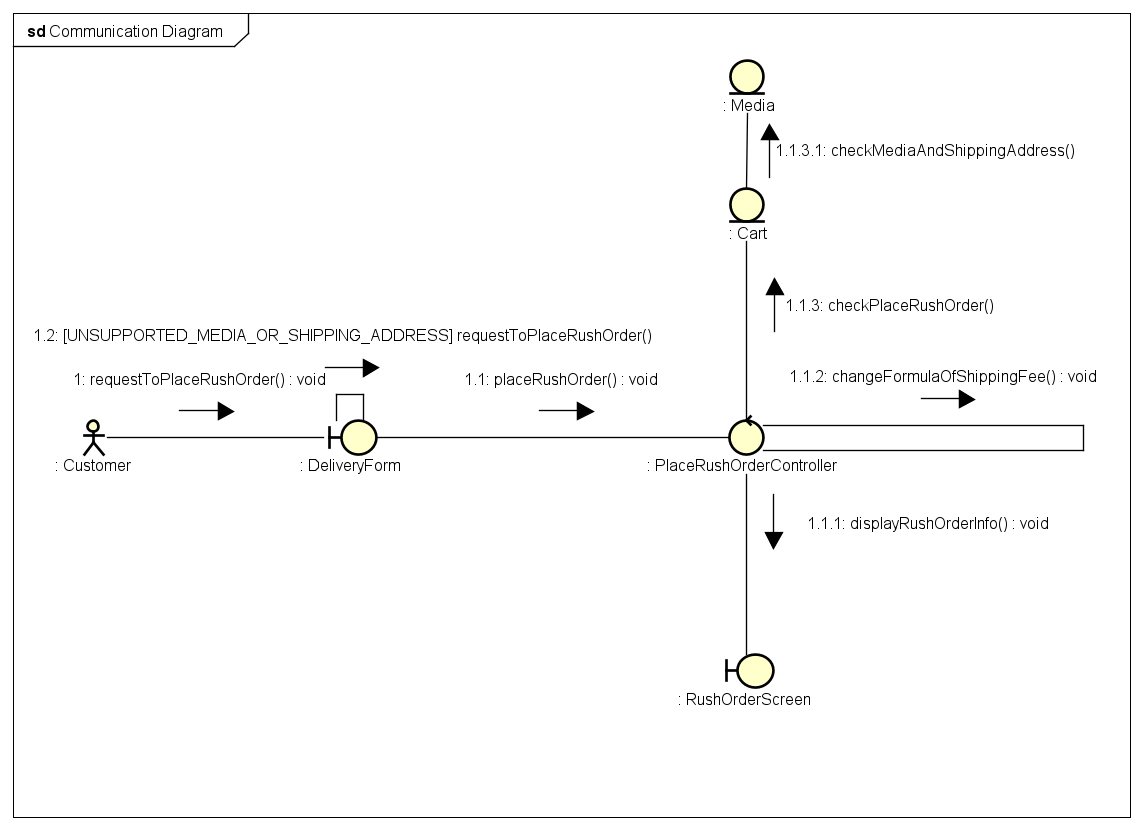 sd Communication Diagram
: Media
1.1.3.1: checkMediaAndShippingAddress()
: Cart
1.1.3: checkPlaceRushOrder()
1.2: [UNSUPPORTED_MEDIA_OR_SHIPPING_ADDRESS] requestToPlaceRushOrder()
1: requestToPlaceRushOrder() : void
1.1: placeRushOrder() : void
1.1.2: changeFormulaOfShippingFee() : void
: Customer
: DeliveryForm
: PlaceRushOrderController
1.1.1: displayRushOrderInfo() : void
: RushOrderScreen